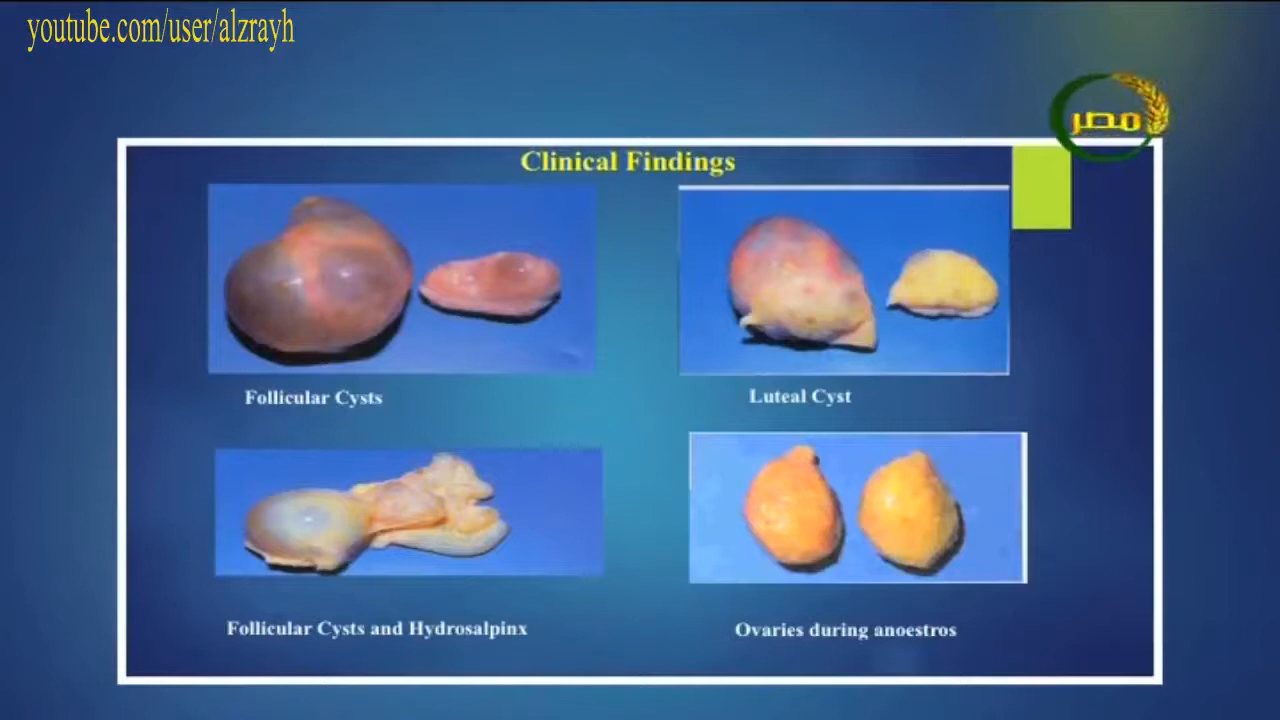 youtube.com/user/alzrayh
مصر
Clinical Findings
Follicular Cysts
Luteal Cyst
Follicular Cysts and Hydrosalpinx
Ovaries during anoestros